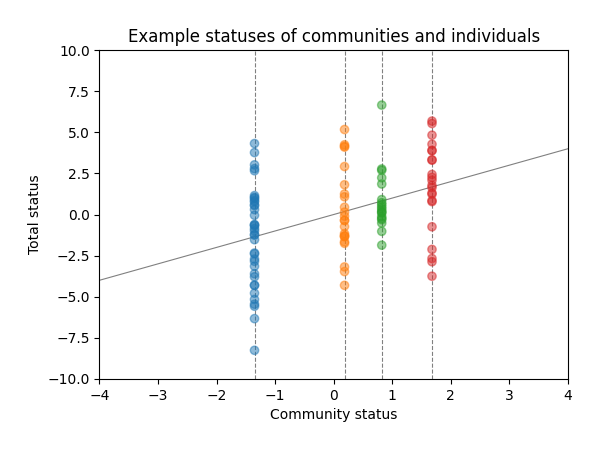 Example statuses of communities and individuals
10.0
7.5
5.0
2.5
0.0
−2.5
−5.0
−7.5
−10.0
Total status
−4 −3 −2 −1 0 1 2 3 4
Community status